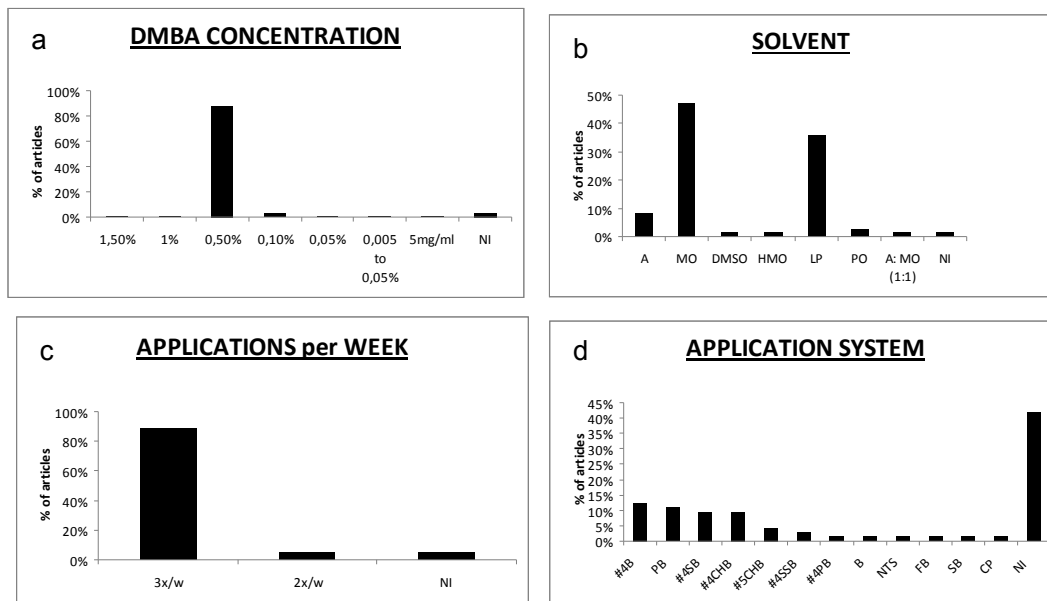 a
DMBA CONCENTRATION
% of articles
100%
80%
60%
40%
20%
0%
1,50% 1% 0,50% 0,10% 0,05% 0,005 5mg/ml NI
to
0,05%
b
SOLVENT
% of articles
50%
40%
30%
20%
10%
0%
A MO DMSO HMO LP PO A: MO NI
(1:1)
c
APPLICATIONS per WEEK
% of articles
100%
80%
60%
40%
20%
0%
3x/w 2x/w NI
d
APPLICATION SYSTEM
% of articles
45%
40%
35%
30%
25%
20%
15%
10%
5%
0%
#4B PB #4SB #4CHB #5CHB #4SSB #4PB B NTS FB SB CP NI